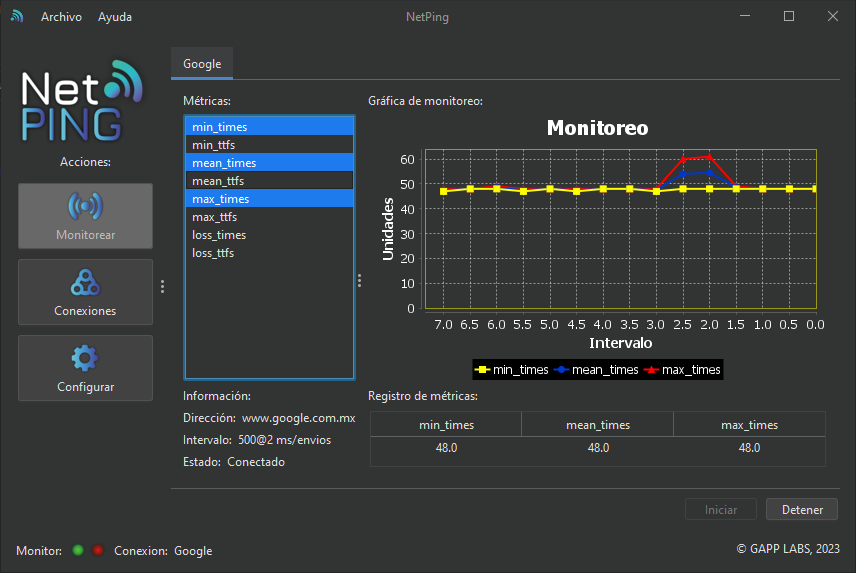 Archivo Ayuda NetPing
Net
PING
Acciones:
Monitorear
Conexiones
Configurar
Google
Métricas:
min_times
min_ttfs
mean_times
mean_ttfs
max_times
max_ttfs
loss_times
loss_ttfs
Gráfica de monitoreo:
Monitoreo
Unidades
60
50
40
30
20
10
0
7.0 6.5 6.0 5.5 5.0 4.5 4.0 3.5 3.0 2.5 2.0 1.5 1.0 0.5 0.0
Intervalo
min_times mean_times max_times
Información:
Dirección: www.google.com.mx
Intervalo: 500@2 ms/envios
Estado: Conectado
Registro de métricas:
min_times mean_times max_times
48.0 48.0 48.0
Iniciar Detener
Monitor: Conexion: Google
© GAPP LABS, 2023